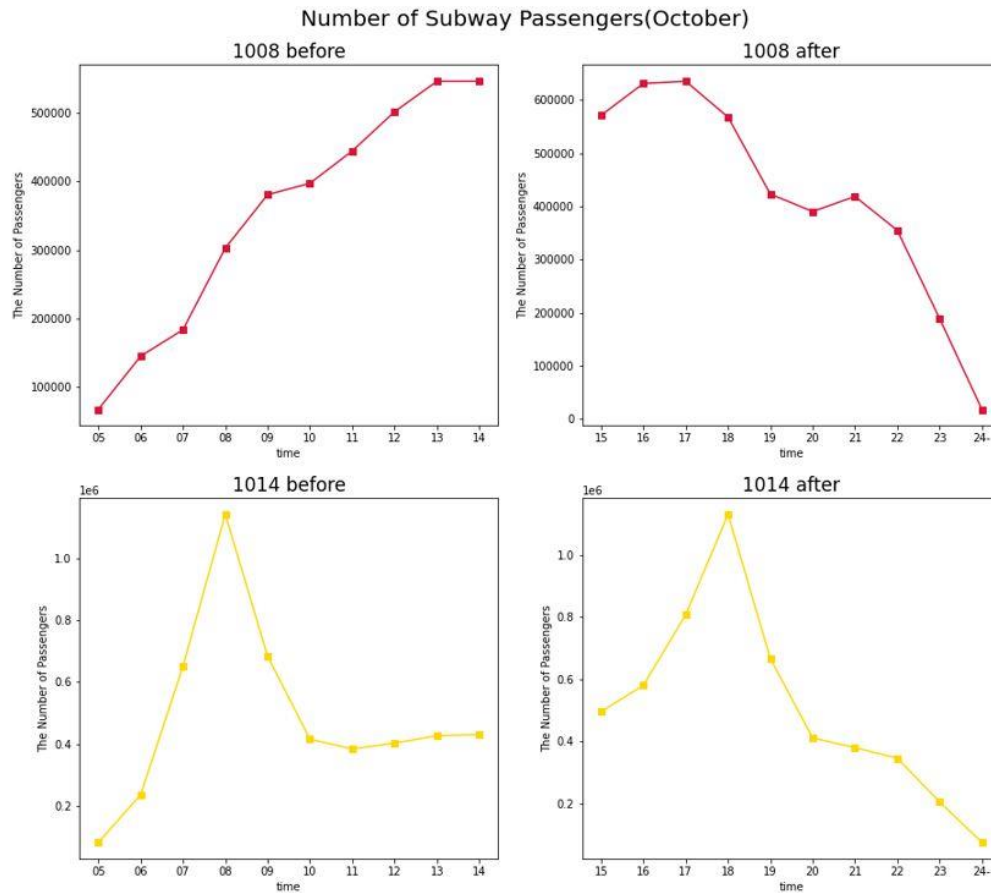 Number of Subway Passengers(October)
1008 before
The Number of Passengers
500000
400000
300000
200000
100000
05 06 07 08 09 10 11 12 13 14
time
1008 after
The Number of Passengers
600000
500000
400000
300000
200000
100000
0
15 16 17 18 19 20 21 22 23 24-
time
1014 before
1e6
The Number of Passengers
1.0
0.8
0.6
0.4
0.2
05 06 07 08 09 10 11 12 13 14
time
1014 after
1e6
The Number of Passengers
1.0
0.8
0.6
0.4
0.2
15 16 17 18 19 20 21 22 23 24-
time